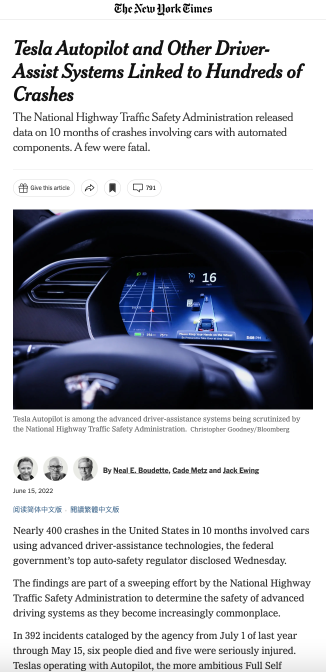 The New York Times
Tesla Autopilot and Other Driver-
Assist Systems Linked to Hundreds of
Crashes
The National Highway Traffic Safety Administration released
data on 10 months of crashes involving cars with automated
components. A few were fatal.
Give this article
791
16
Tesla Autopilot is among the advanced driver-assistance systems being scrutinized by
the National Highway Traffic Safety Administration. Christopher Goodney/Bloomberg
By Neal E. Boudette, Cade Metz and Jack Ewing
June 15, 2022
阅读简体中文版 · 閱讀繁體中文版
Nearly 400 crashes in the United States in 10 months involved cars
using advanced driver-assistance technologies, the federal
government's top auto-safety regulator disclosed Wednesday.
The findings are part of a sweeping effort by the National Highway
Traffic Safety Administration to determine the safety of advanced
driving systems as they become increasingly commonplace.
In 392 incidents cataloged by the agency from July 1 of last year
through May 15, six people died and five were seriously injured.
Teslas operating with Autopilot, the more ambitious Full Self